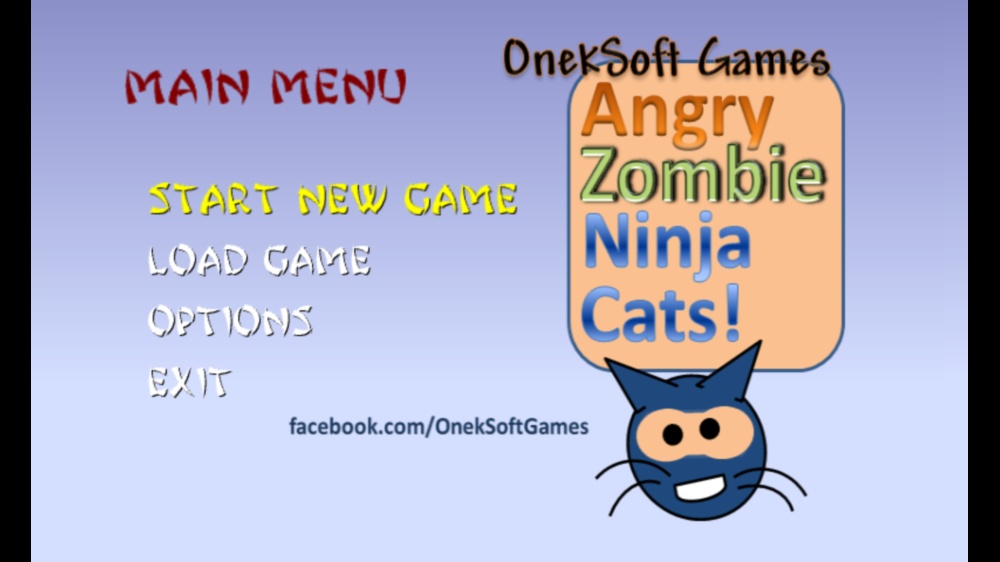 MAIN MENU
START NEW GAME
LOAD GAME
OPTIONS
EXIT
facebook.com/OnekSoftGames
OnekSoft Games
Angry
Zombie
Ninja
Cats!